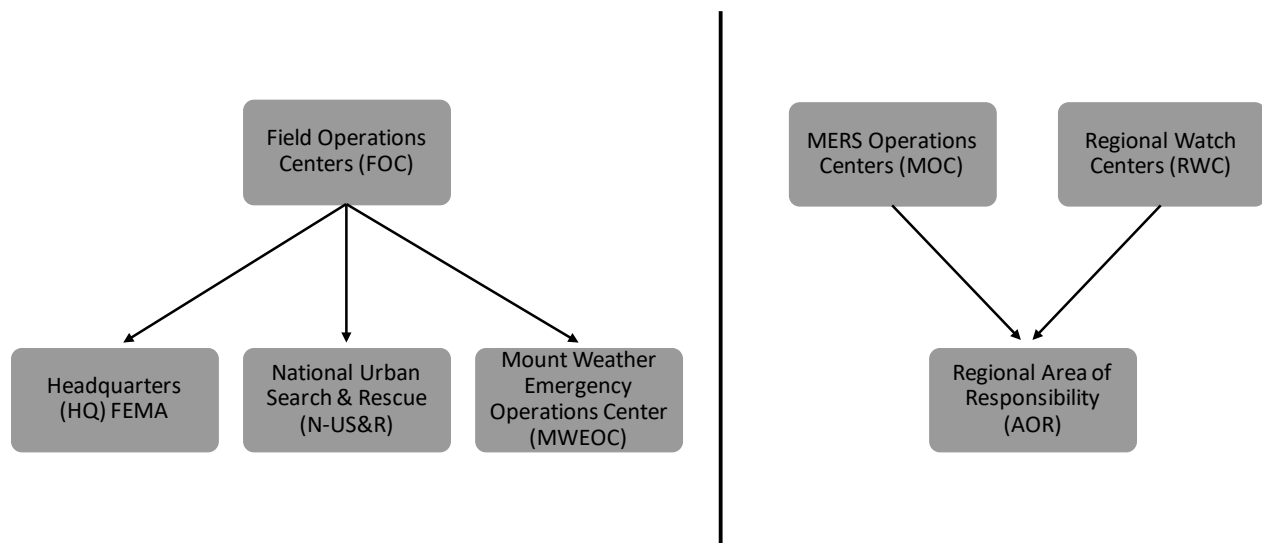 Field Operations
Centers (FOC)
Headquarters
(HQ) FEMA
National Urban
Search & Rescue
(N-US&R)
Mount Weather
Emergency
Operations Center
(MWEOC)
MERS Operations
Centers (MOC)
Regional Watch
Centers (RWC)
Regional Area of
Responsibility
(AOR)